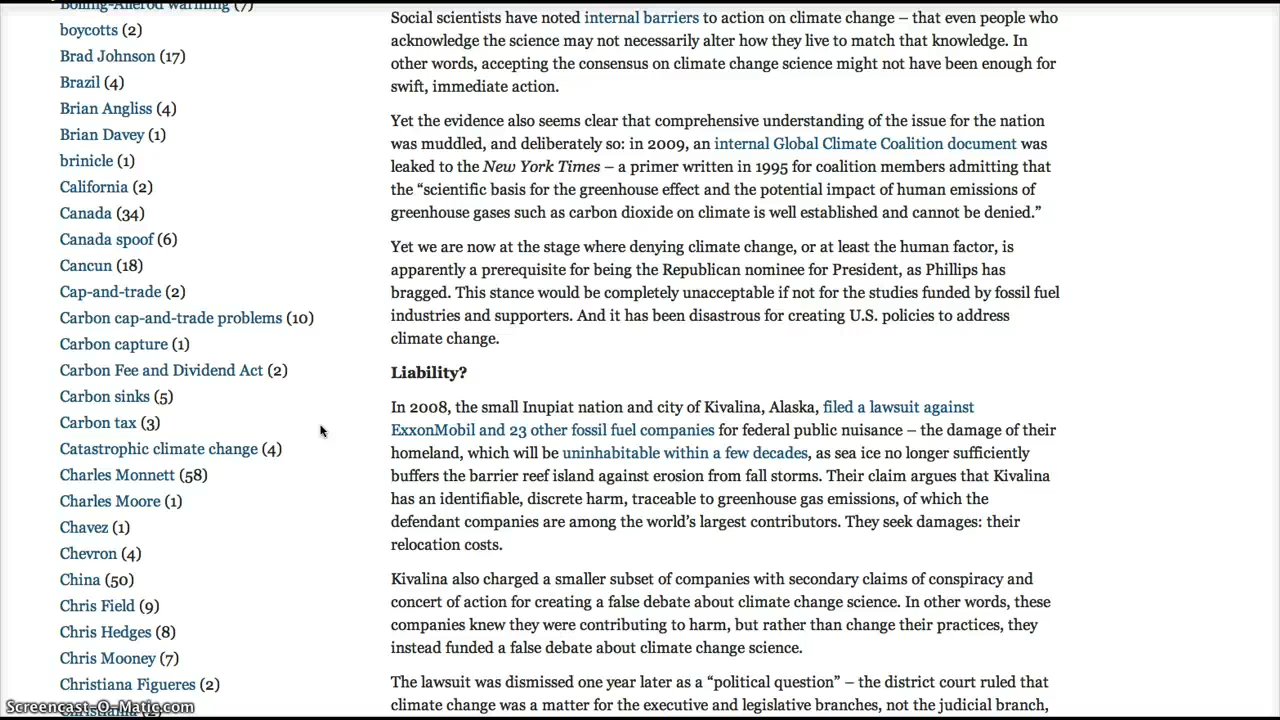 Boiling-Allerød warming (7)
boycotts (2)
Brad Johnson (17)
Brazil (4)
Brian Angliss (4)
Brian Davey (1)
brinicle (1)
California (2)
Canada (34)
Canada spoof (6)
Cancun (18)
Cap-and-trade (2)
Carbon cap-and-trade problems (10)
Carbon capture (1)
Carbon Fee and Dividend Act (2)
Carbon sinks (5)
Carbon tax (3)
Catastrophic climate change (4)
Charles Monnett (58)
Charles Moore (1)
Chavez (1)
Chevron (4)
China (50)
Chris Field (9)
Chris Hedges (8)
Chris Mooney (7)
Christiana Figueres (2)
Social scientists have noted internal barriers to action on climate change – that even people who
acknowledge the science may not necessarily alter how they live to match that knowledge. In
other words, accepting the consensus on climate change science might not have been enough for
swift, immediate action.
Yet the evidence also seems clear that comprehensive understanding of the issue for the nation
was muddled, and deliberately so: in 2009, an internal Global Climate Coalition document was
leaked to the New York Times – a primer written in 1995 for coalition members admitting that
the “scientific basis for the greenhouse effect and the potential impact of human emissions of
greenhouse gases such as carbon dioxide on climate is well established and cannot be denied.”
Yet we are now at the stage where denying climate change, or at least the human factor, is
apparently a prerequisite for being the Republican nominee for President, as Phillips has
bragged. This stance would be completely unacceptable if not for the studies funded by fossil fuel
industries and supporters. And it has been disastrous for creating U.S. policies to address
climate change.
Liability?
In 2008, the small Inupiat nation and city of Kivalina, Alaska, filed a lawsuit against
ExxonMobil and 23 other fossil fuel companies for federal public nuisance – the damage of their
homeland, which will be uninhabitable within a few decades, as sea ice no longer sufficiently
buffers the barrier reef island against erosion from fall storms. Their claim argues that Kivalina
has an identifiable, discrete harm, traceable to greenhouse gas emissions, of which the
defendant companies are among the world’s largest contributors. They seek damages: their
relocation costs.
Kivalina also charged a smaller subset of companies with secondary claims of conspiracy and
concert of action for creating a false debate about climate change science. In other words, these
companies knew they were contributing to harm, but rather than change their practices, they
instead funded a false debate about climate change science.
The lawsuit was dismissed one year later as a “political question” – the district court ruled that
climate change was a matter for the executive and legislative branches, not the judicial branch,
Screencast-O-Matic.com